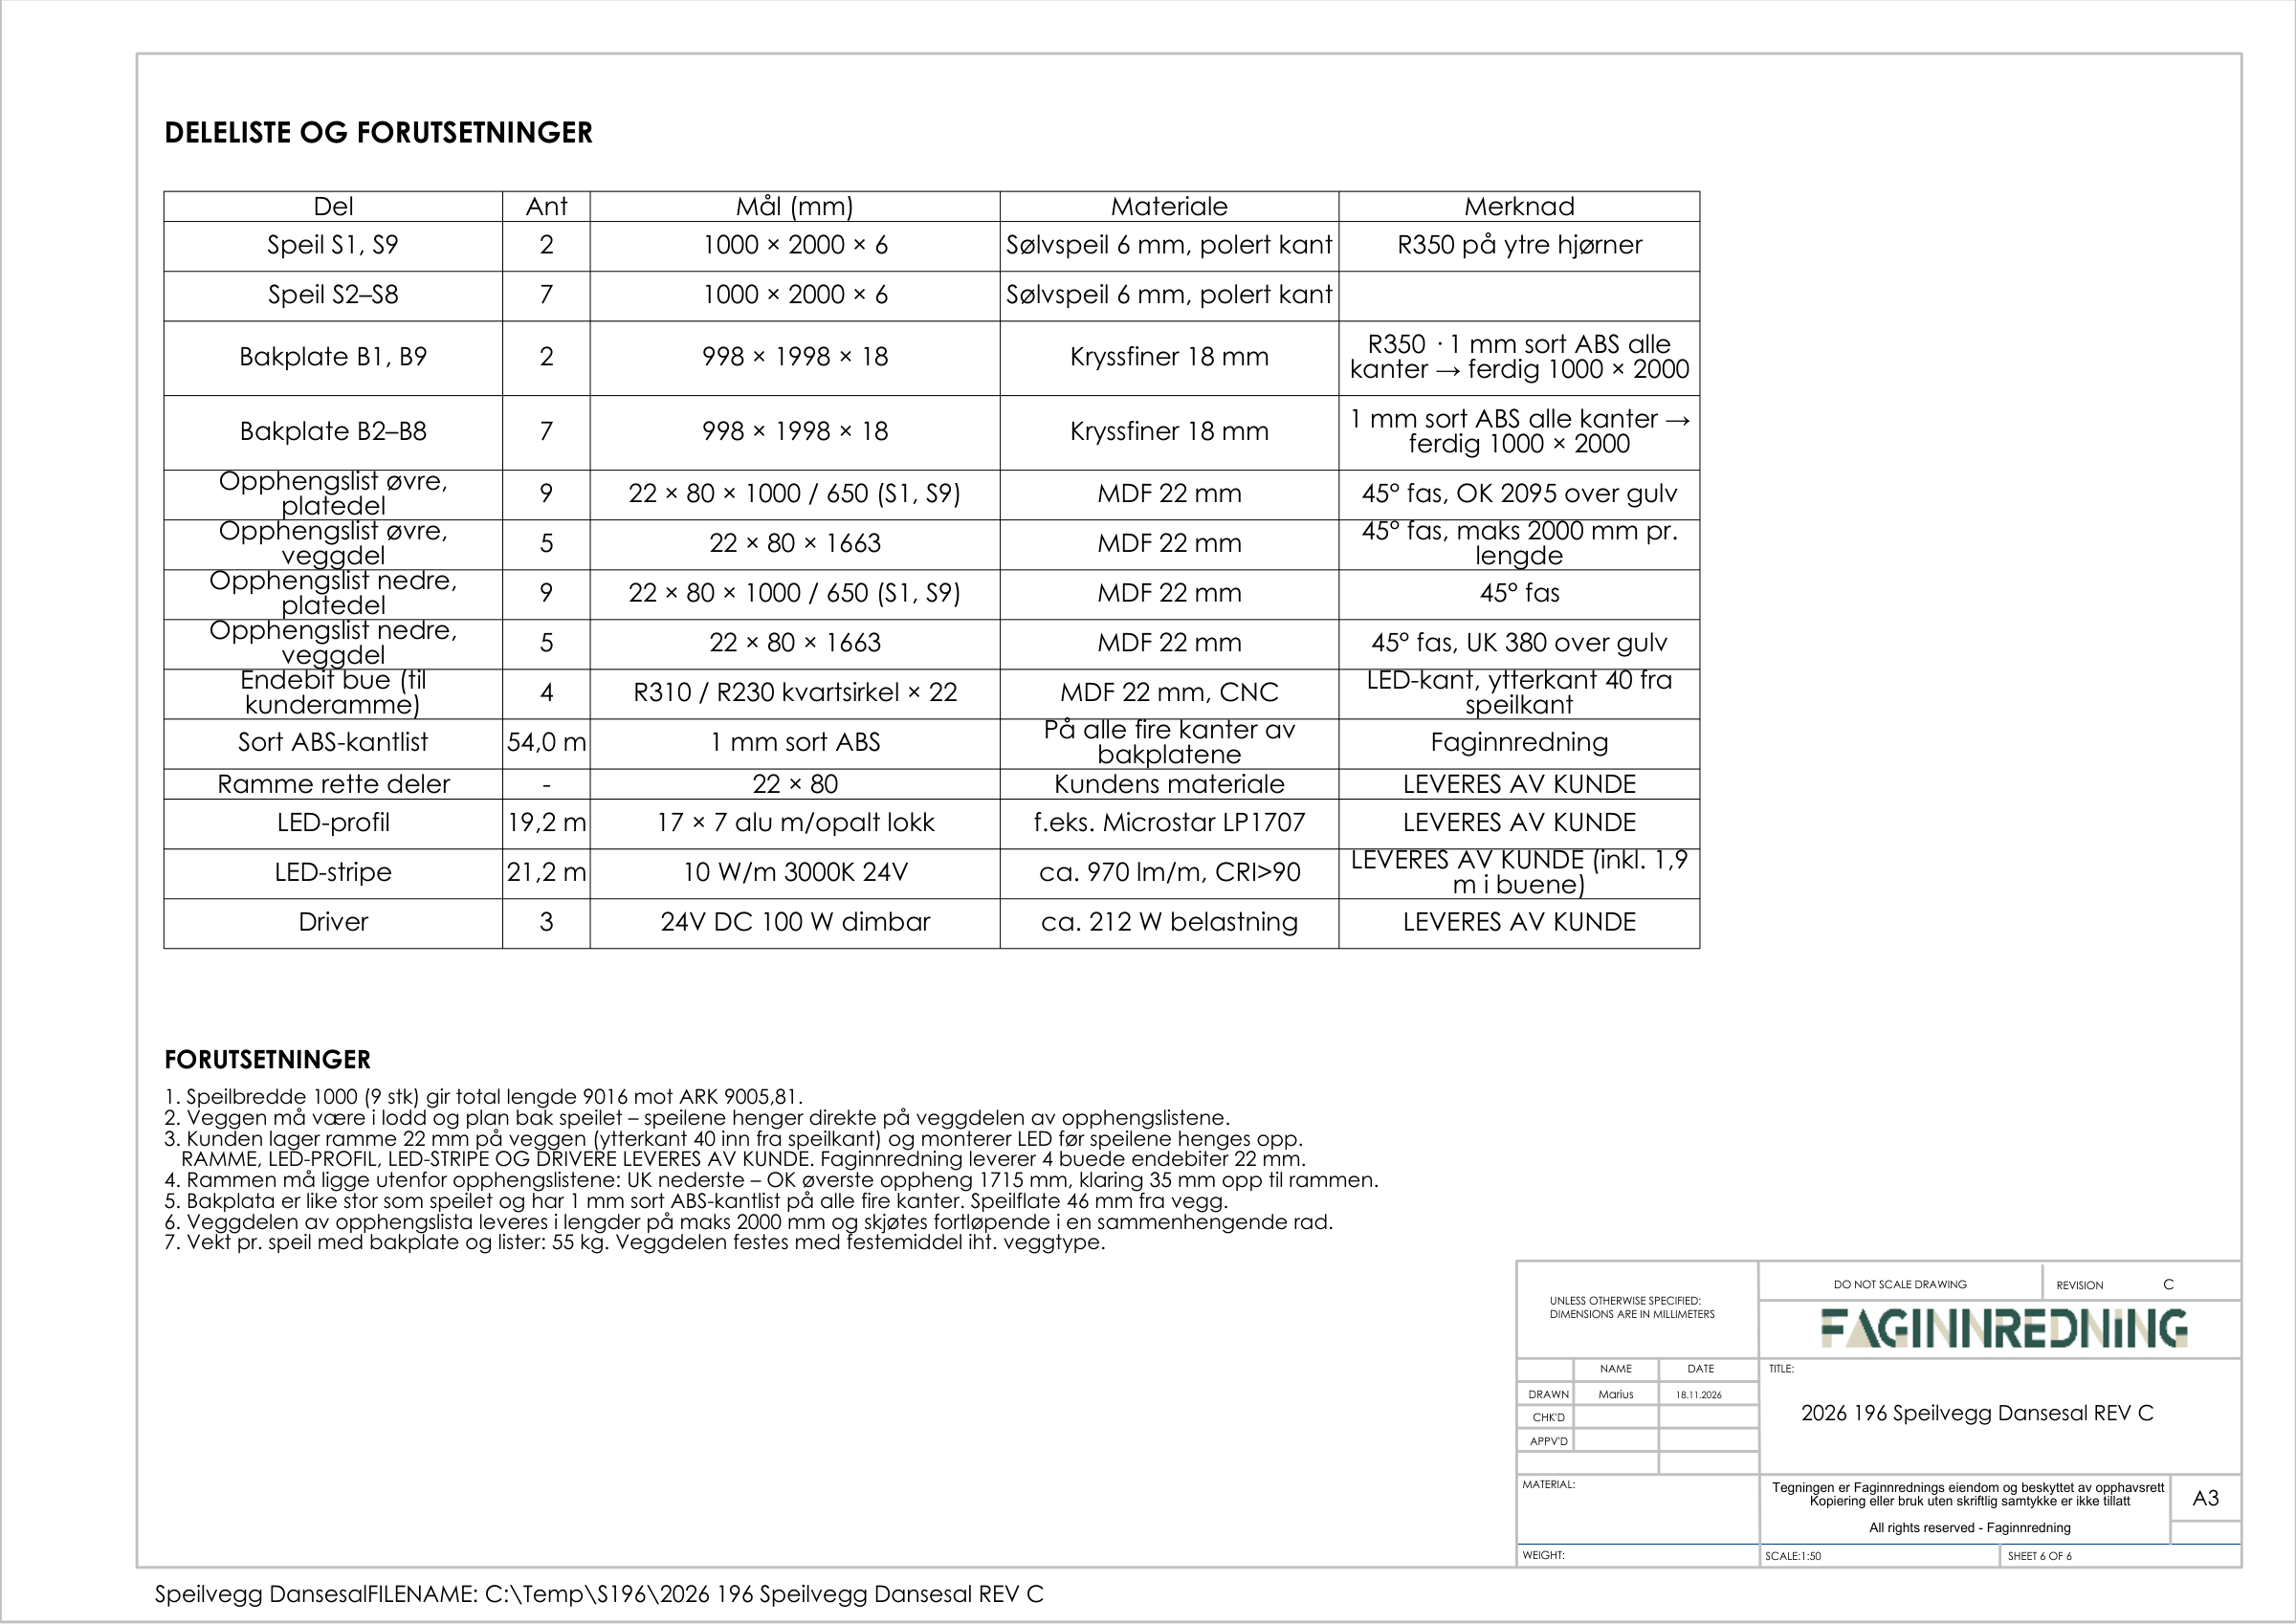 DELELISTE OG FORUTSETNINGER
Del Ant Mål (mm) Materiale Merknad
Speil S1, S9 2 1000 × 2000 × 6 Sølvspeil 6 mm, polert kant R350 på ytre hjørner
Speil S2–S8 7 1000 × 2000 × 6 Sølvspeil 6 mm, polert kant
Bakplate B1, B9 2 998 × 1998 × 18 Kryssfiner 18 mm R350 · 1 mm sort ABS alle
kanter → ferdig 1000 × 2000
Bakplate B2–B8 7 998 × 1998 × 18 Kryssfiner 18 mm 1 mm sort ABS alle kanter →
ferdig 1000 × 2000
Opphengslist øvre,
platedel 9 22 × 80 × 1000 / 650 (S1, S9) MDF 22 mm 45° fas, OK 2095 over gulv
Opphengslist øvre,
veggdel 5 22 × 80 × 1663 MDF 22 mm 45° fas, maks 2000 mm pr.
lengde
Opphengslist nedre,
platedel 9 22 × 80 × 1000 / 650 (S1, S9) MDF 22 mm 45° fas
Opphengslist nedre,
veggdel 5 22 × 80 × 1663 MDF 22 mm 45° fas, UK 380 over gulv
Endebit bue (til
kunderamme) 4 R310 / R230 kvartsirkel × 22 MDF 22 mm, CNC LED-kant, ytterkant 40 fra
speilkant
Sort ABS-kantlist 54,0 m 1 mm sort ABS På alle fire kanter av
bakplatene Faginnredning
Ramme rette deler - 22 × 80 Kundens materiale LEVERES AV KUNDE
LED-profil 19,2 m 17 × 7 alu m/opalt lokk f.eks. Microstar LP1707 LEVERES AV KUNDE
LED-stripe 21,2 m 10 W/m 3000K 24V ca. 970 lm/m, CRI>90 LEVERES AV KUNDE (inkl. 1,9
m i buene)
Driver 3 24V DC 100 W dimbar ca. 212 W belastning LEVERES AV KUNDE
FORUTSETNINGER
1. Speilbredde 1000 (9 stk) gir total lengde 9016 mot ARK 9005,81.
2. Veggen må være i lodd og plan bak speilet – speilene henger direkte på veggdelen av opphengslistene.
3. Kunden lager ramme 22 mm på veggen (ytterkant 40 inn fra speilkant) og monterer LED før speilene henges opp.
RAMME, LED-PROFIL, LED-STRIPE OG DRIVERE LEVERES AV KUNDE. Faginnredning leverer 4 buede endebiter 22 mm.
4. Rammen må ligge utenfor opphengslistene: UK nederste – OK øverste oppheng 1715 mm, klaring 35 mm opp til rammen.
5. Bakplata er like stor som speilet og har 1 mm sort ABS-kantlist på alle fire kanter. Speilflate 46 mm fra vegg.
6. Veggdelen av opphengslista leveres i lengder på maks 2000 mm og skjøtes fortløpende i en sammenhengende rad.
7. Vekt pr. speil med bakplate og lister: 55 kg. Veggdelen festes med festemiddel iht. veggtype.
UNLESS OTHERWISE SPECIFIED:
DIMENSIONS ARE IN MILLIMETERS
DO NOT SCALE DRAWING REVISION C
FAGINNREDNING
NAME DATE TITLE:
DRAWN Marius 18.11.2026
CHK'D
APPV'D
2026 196 Speilvegg Dansesal REV C
MATERIAL:
Tegningen er Faginnrednings eiendom og beskyttet av opphavsrett
Kopiering eller bruk uten skriftlig samtykke er ikke tillatt
All rights reserved - Faginnredning
A3
WEIGHT: SCALE:1:50 SHEET 6 OF 6
Speilvegg DansesalFILENAME: C:\Temp\S196\2026 196 Speilvegg Dansesal REV C